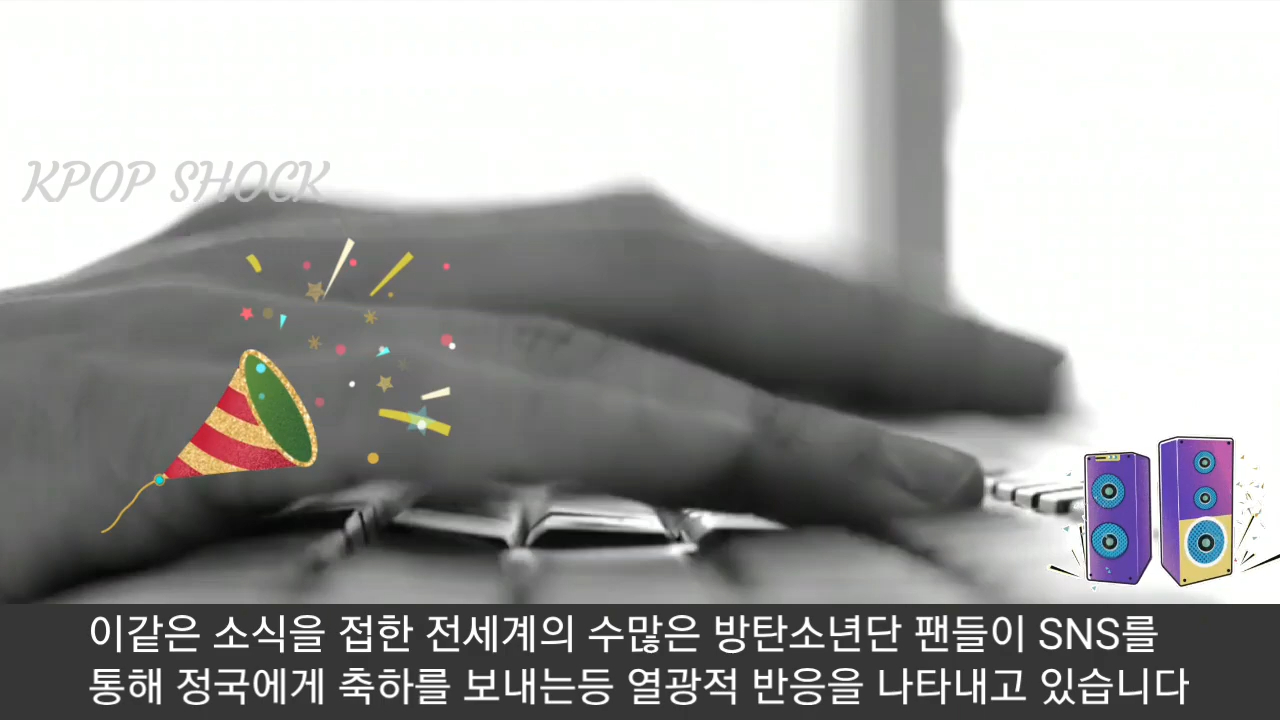 KPOP SHOCK
이같은 소식을 접한 전세계의 수많은 방탄소년단 팬들이 SNS를
통해 정국에게 축하를 보내는등 열광적 반응을 나타내고 있습니다